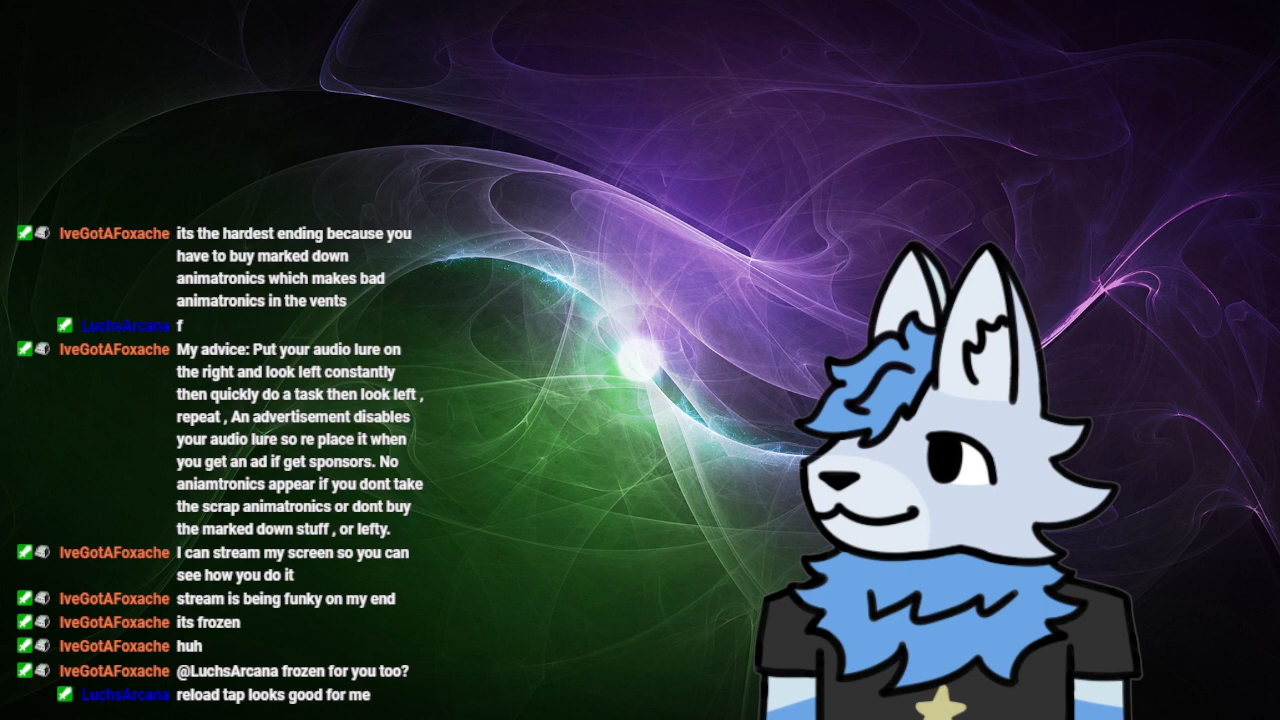 IveGotAFoxache its the hardest ending because you
have to buy marked down
animatronics which makes bad
animatronics in the vents
LuchsArcana f
IveGotAFoxache My advice: Put your audio lure on
the right and look left constantly
then quickly do a task then look left ,
repeat , An advertisement disables
your audio lure so re place it when
you get an ad if get sponsors. No
aniamtronics appear if you dont take
the scrap animatronics or dont buy
the marked down stuff , or lefty.
IveGotAFoxache I can stream my screen so you can
see how you do it
IveGotAFoxache stream is being funky on my end
IveGotAFoxache its frozen
IveGotAFoxache huh
IveGotAFoxache @LuchsArcana frozen for you too?
LuchsArcana reload tap looks good for me